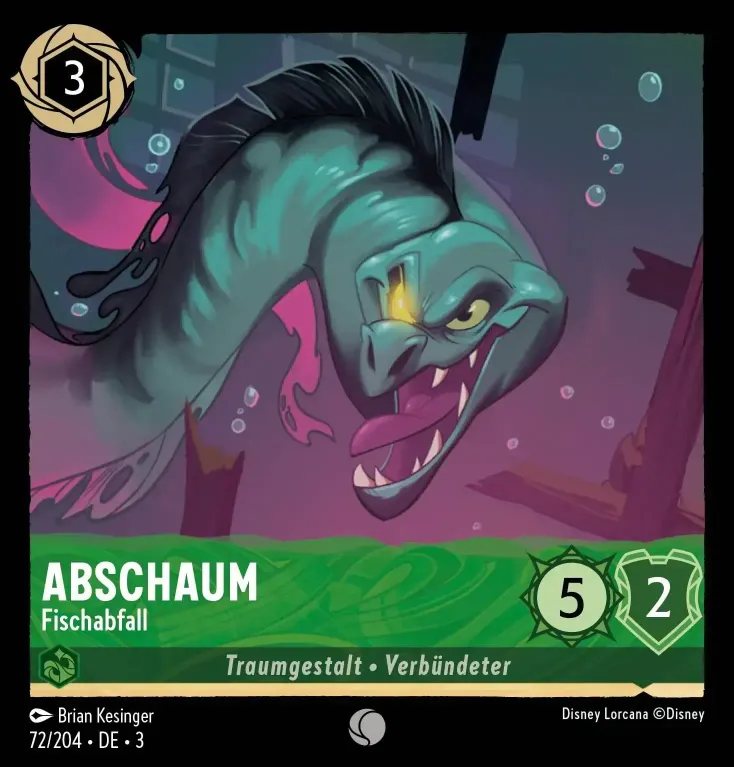 3
ABSCHAUM
Fischabfall
5 2
Traumgestalt • Verbündeter
Brian Kesinger
Disney Lorcana ©Disney
72/204 • DE • 3